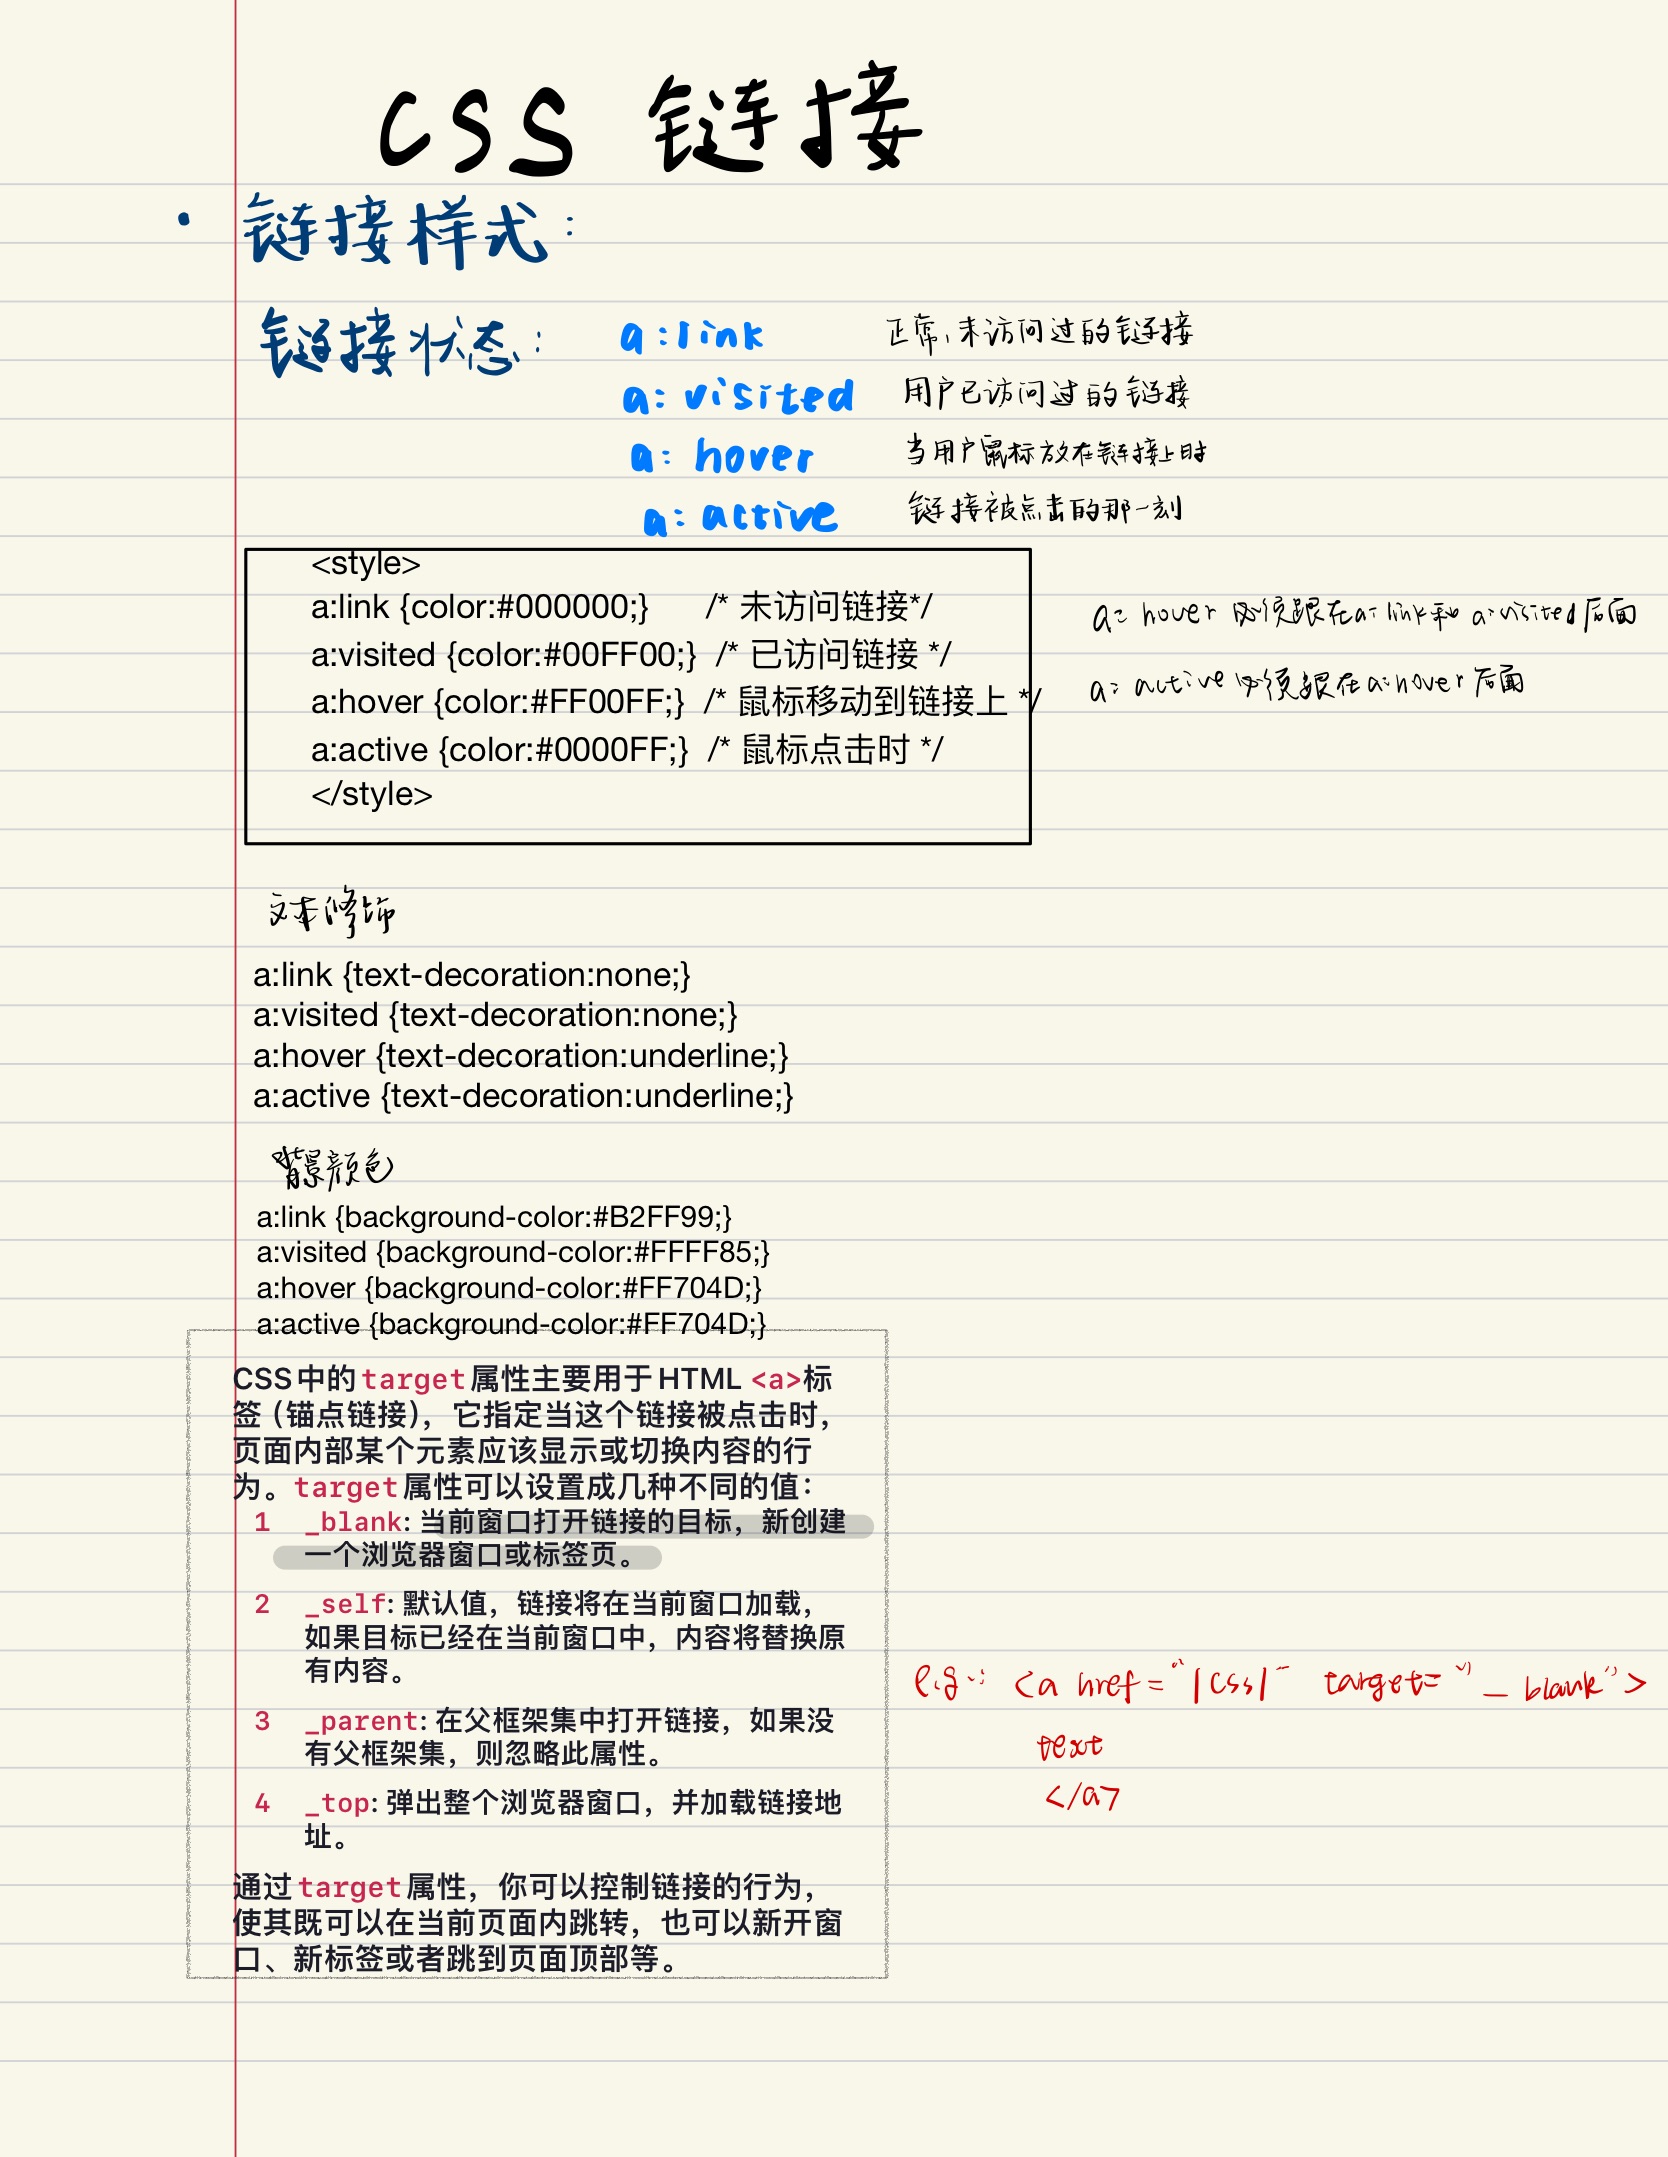 CSS 链接
· 链接样式:
链接状态: a:link 正常,未访问过的链接
a:visited 用户已访问过的链接
a:hover 当用户鼠标放在链接上时
a:active 链接被点击的那一刻
<style>
a:link {color:#000000;} /* 未访问链接*/
a:visited {color:#00FF00;} /* 已访问链接 */
a:hover {color:#FF00FF;} /* 鼠标移动到链接上 */
a:active {color:#0000FF;} /* 鼠标点击时 */
</style>
a:hover 必须跟在a:link和 a:visited后面
a:active 必须跟在a:hover后面
文本修饰
a:link {text-decoration:none;}
a:visited {text-decoration:none;}
a:hover {text-decoration:underline;}
a:active {text-decoration:underline;}
背景颜色
a:link {background-color:#B2FF99;}
a:visited {background-color:#FFFF85;}
a:hover {background-color:#FF704D;}
a:active {background-color:#FF704D;}
CSS中的target属性主要用于HTML <a>标
签（锚点链接），它指定当这个链接被点击时，
页面内部某个元素应该显示或切换内容的行
为。target属性可以设置成几种不同的值：
1 _blank: 当前窗口打开链接的目标，新创建
一个浏览器窗口或标签页。
2 _self: 默认值，链接将在当前窗口加载，
如果目标已经在当前窗口中，内容将替换原
有内容。
3 _parent: 在父框架集中打开链接，如果没
有父框架集，则忽略此属性。
4 _top: 弹出整个浏览器窗口，并加载链接地
址。
通过target属性，你可以控制链接的行为，
使其既可以在当前页面内跳转，也可以新开窗
口、新标签或者跳到页面顶部等。
e.g.: <a href="/css/" target="_blank">
text
</a>